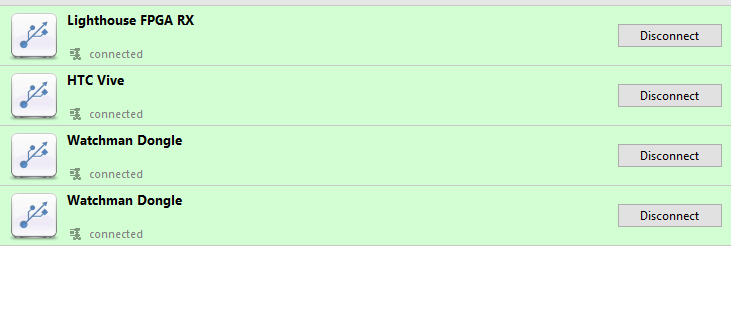 Lighthouse FPGA RX
connected
Disconnect
HTC Vive
connected
Disconnect
Watchman Dongle
connected
Disconnect
Watchman Dongle
connected
Disconnect